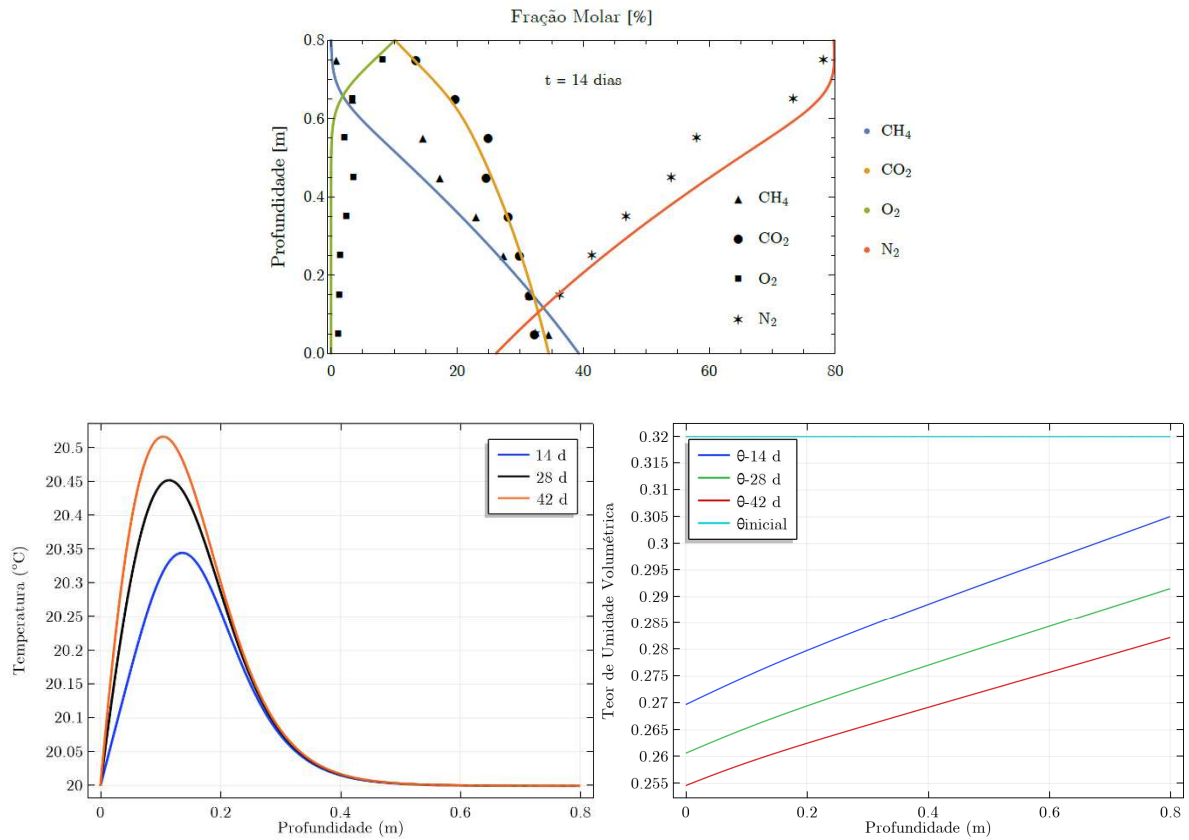 Fração Molar [%]
0.8
0.6
0.4
0.2
0.0
Profundidade [m]
t = 14 dias
CH₄
CO₂
O₂
N₂
CH₄
CO₂
O₂
N₂
0 20 40 60 80
20.5
20.45
20.4
20.35
20.3
20.25
20.2
20.15
20.1
20.05
20
Temperatura (°C)
14 d
28 d
42 d
0 0.2 0.4 0.6 0.8
Profundidade (m)
0.32
0.315
0.31
0.305
0.3
0.295
0.29
0.285
0.28
0.275
0.27
0.265
0.26
0.255
Teor de Umidade Volumétrica
θ-14 d
θ-28 d
θ-42 d
θinicial
0 0.2 0.4 0.6 0.8
Profundidade (m)